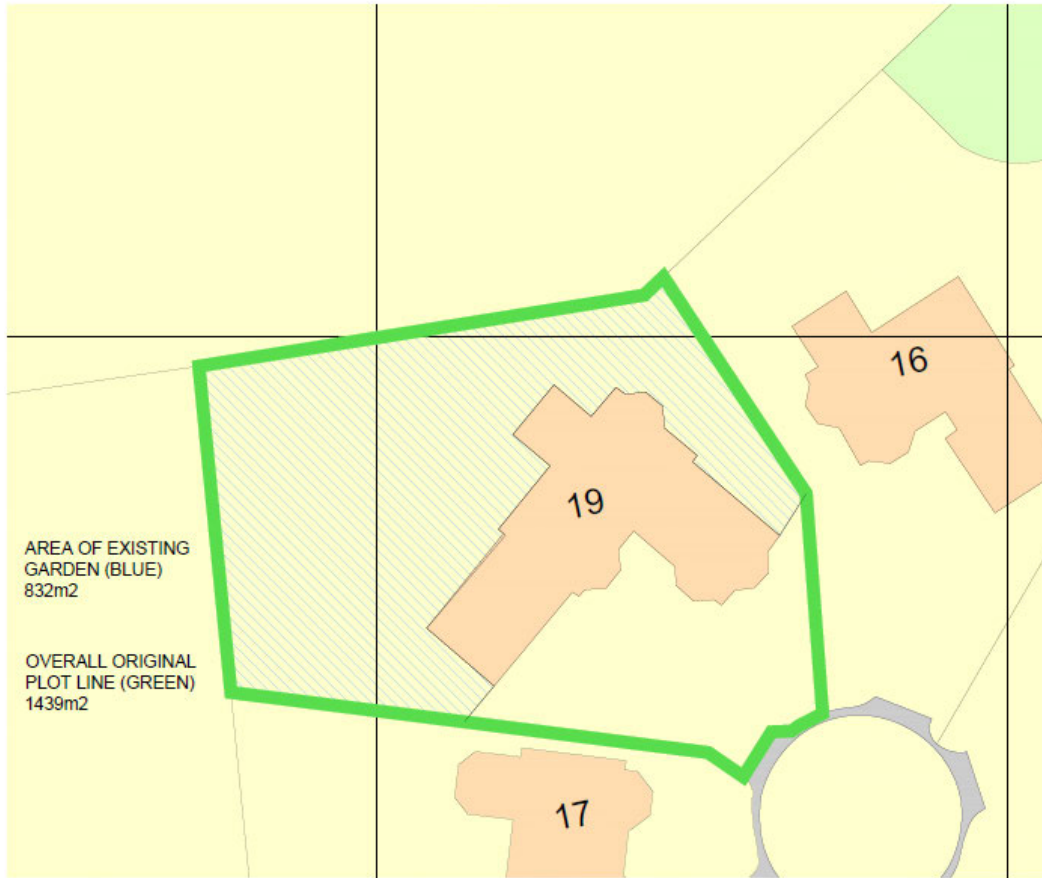 16
19
AREA OF EXISTING
GARDEN (BLUE)
832m2
OVERALL ORIGINAL
PLOT LINE (GREEN)
1439m2
17